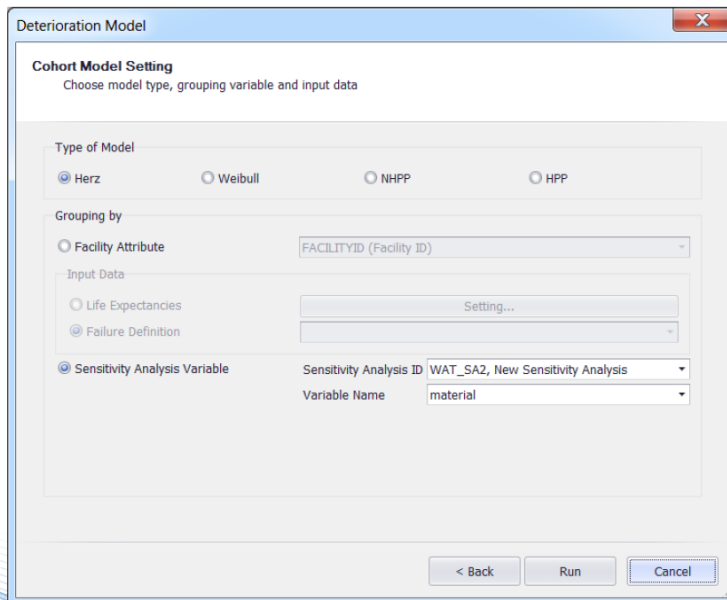 Deterioration Model
X
Cohort Model Setting
Choose model type, grouping variable and input data
Type of Model
Herz Weibull NHPP HPP
Grouping by
Facility Attribute FACILITYID (Facility ID)
Input Data
Life Expectancies Setting...
Failure Definition
Sensitivity Analysis Variable Sensitivity Analysis ID WAT_SA2, New Sensitivity Analysis
Variable Name material
< Back Run Cancel